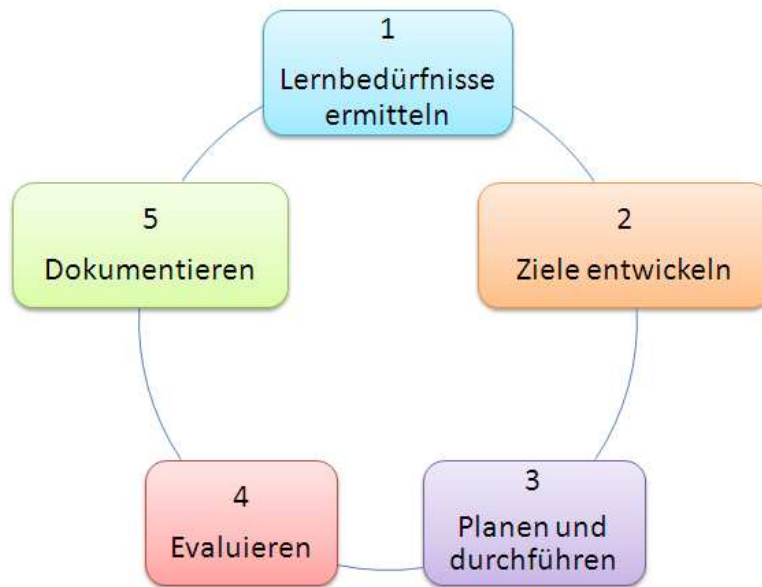 1
Lernbedürfnisse
ermitteln
2
Ziele entwickeln
3
Planen und
durchführen
4
Evaluieren
5
Dokumentieren